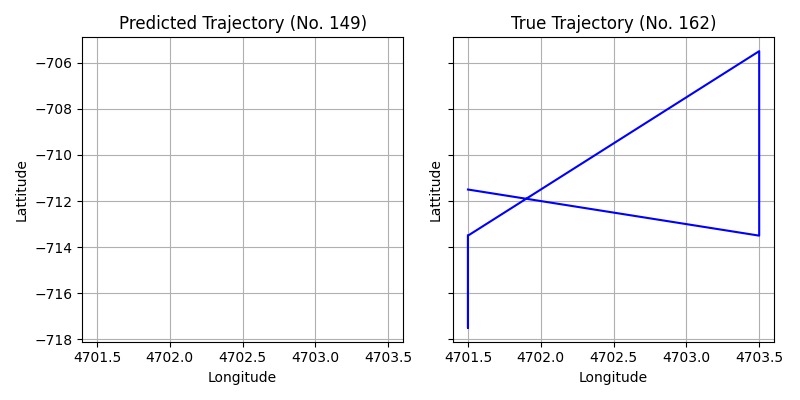 Predicted Trajectory (No. 149)
Lattitude
−706
−708
−710
−712
−714
−716
−718
4701.5 4702.0 4702.5 4703.0 4703.5
Longitude
True Trajectory (No. 162)
Lattitude
4701.5 4702.0 4702.5 4703.0 4703.5
Longitude